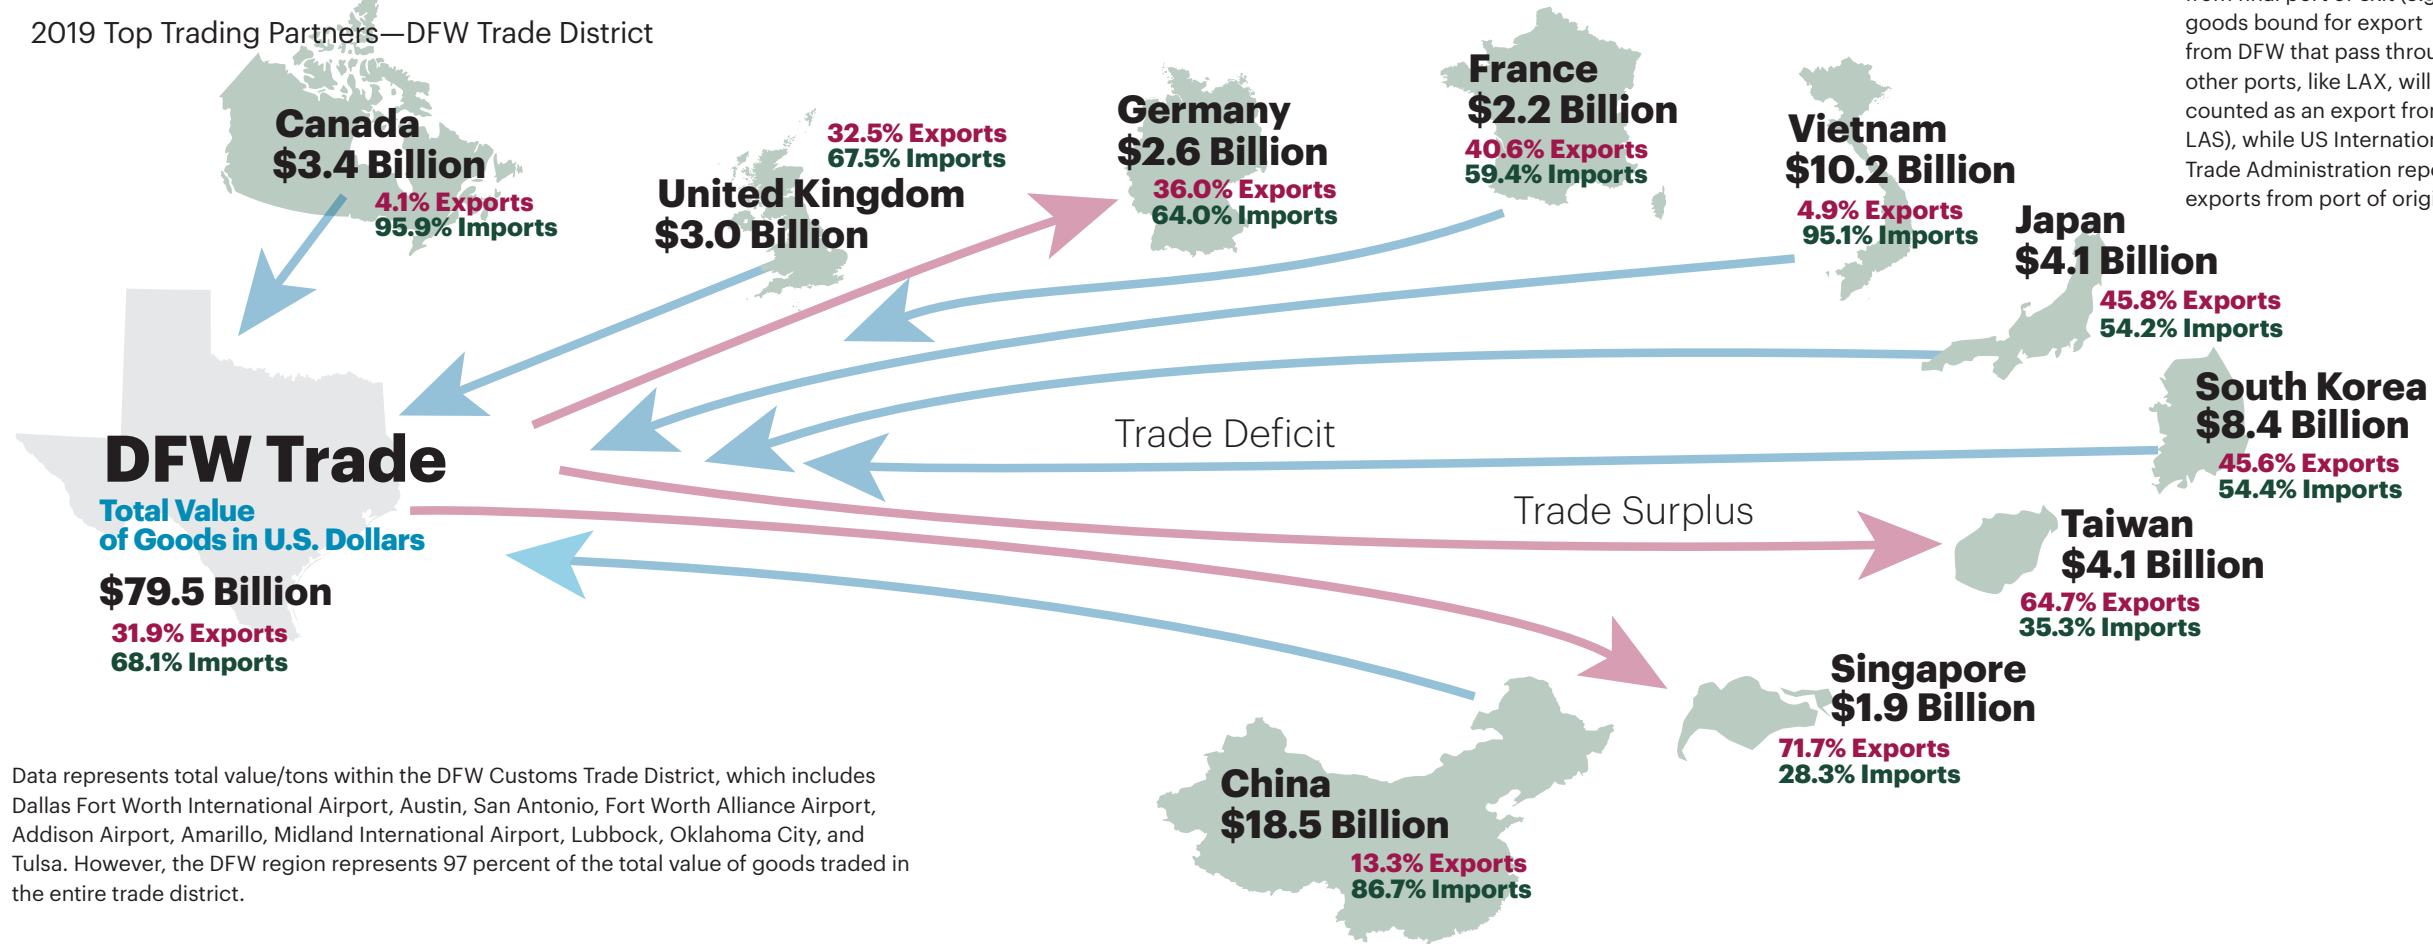 2019 Top Trading Partners—DFW Trade District
goods bound for export
from DFW that pass
other ports, like LAX, will
counted as an export
LAS), while US
Trade Administration
exports from port of
Canada
$3.4 Billion
4.1% Exports
95.9% Imports
United Kingdom
$3.0 Billion
32.5% Exports
67.5% Imports
Germany
$2.6 Billion
36.0% Exports
64.0% Imports
France
$2.2 Billion
40.6% Exports
59.4% Imports
Vietnam
$10.2 Billion
4.9% Exports
95.1% Imports
Japan
$4.1 Billion
45.8% Exports
54.2% Imports
South Korea
$8.4 Billion
45.6% Exports
54.4% Imports
Trade Deficit
Trade Surplus
DFW Trade
Total Value
of Goods in U.S. Dollars
$79.5 Billion
31.9% Exports
68.1% Imports
Taiwan
$4.1 Billion
64.7% Exports
35.3% Imports
Singapore
$1.9 Billion
71.7% Exports
28.3% Imports
China
$18.5 Billion
13.3% Exports
86.7% Imports
Data represents total value/tons within the DFW Customs Trade District, which includes
Dallas Fort Worth International Airport, Austin, San Antonio, Fort Worth Alliance Airport,
Addison Airport, Amarillo, Midland International Airport, Lubbock, Oklahoma City, and
Tulsa. However, the DFW region represents 97 percent of the total value of goods traded in
the entire trade district.